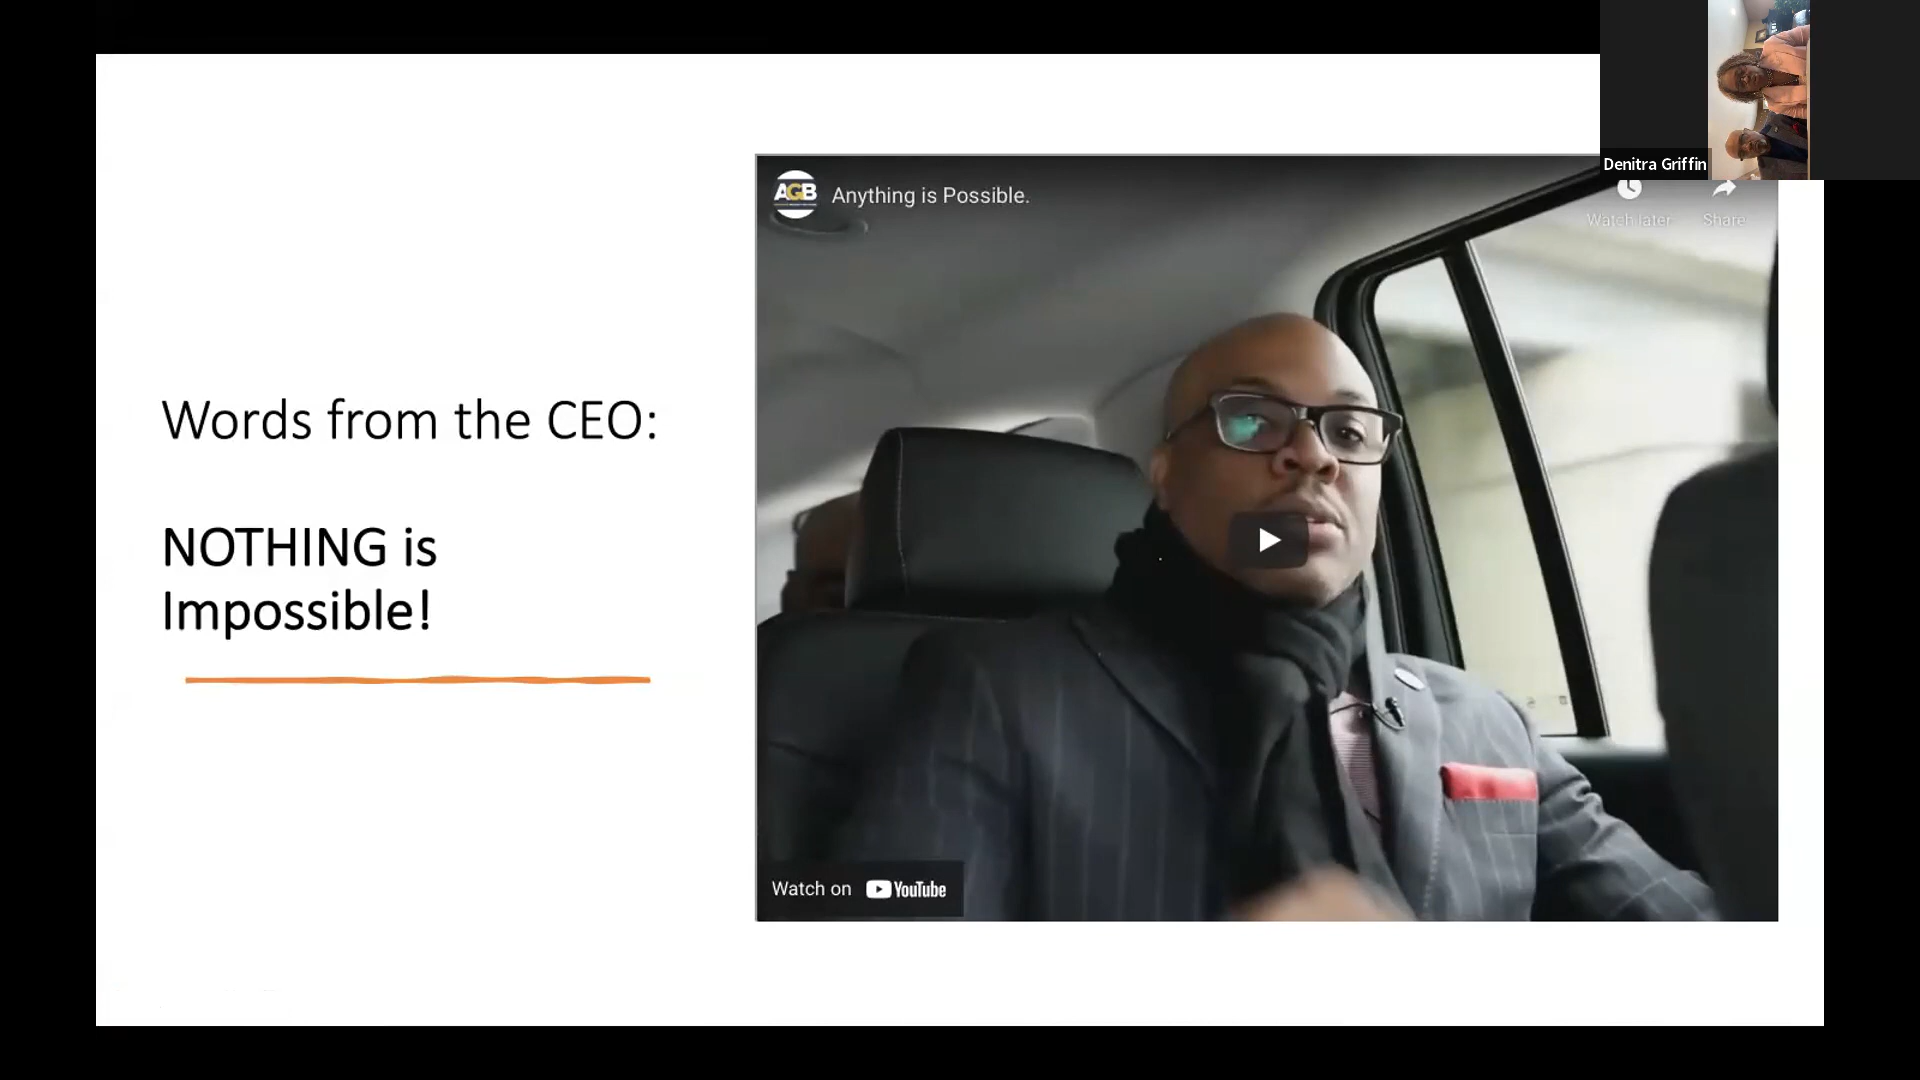 Denitra Griffin
AGB
Anything is Possible.
Watch later
Share
Words from the CEO:
NOTHING is
Impossible!
Watch on YouTube